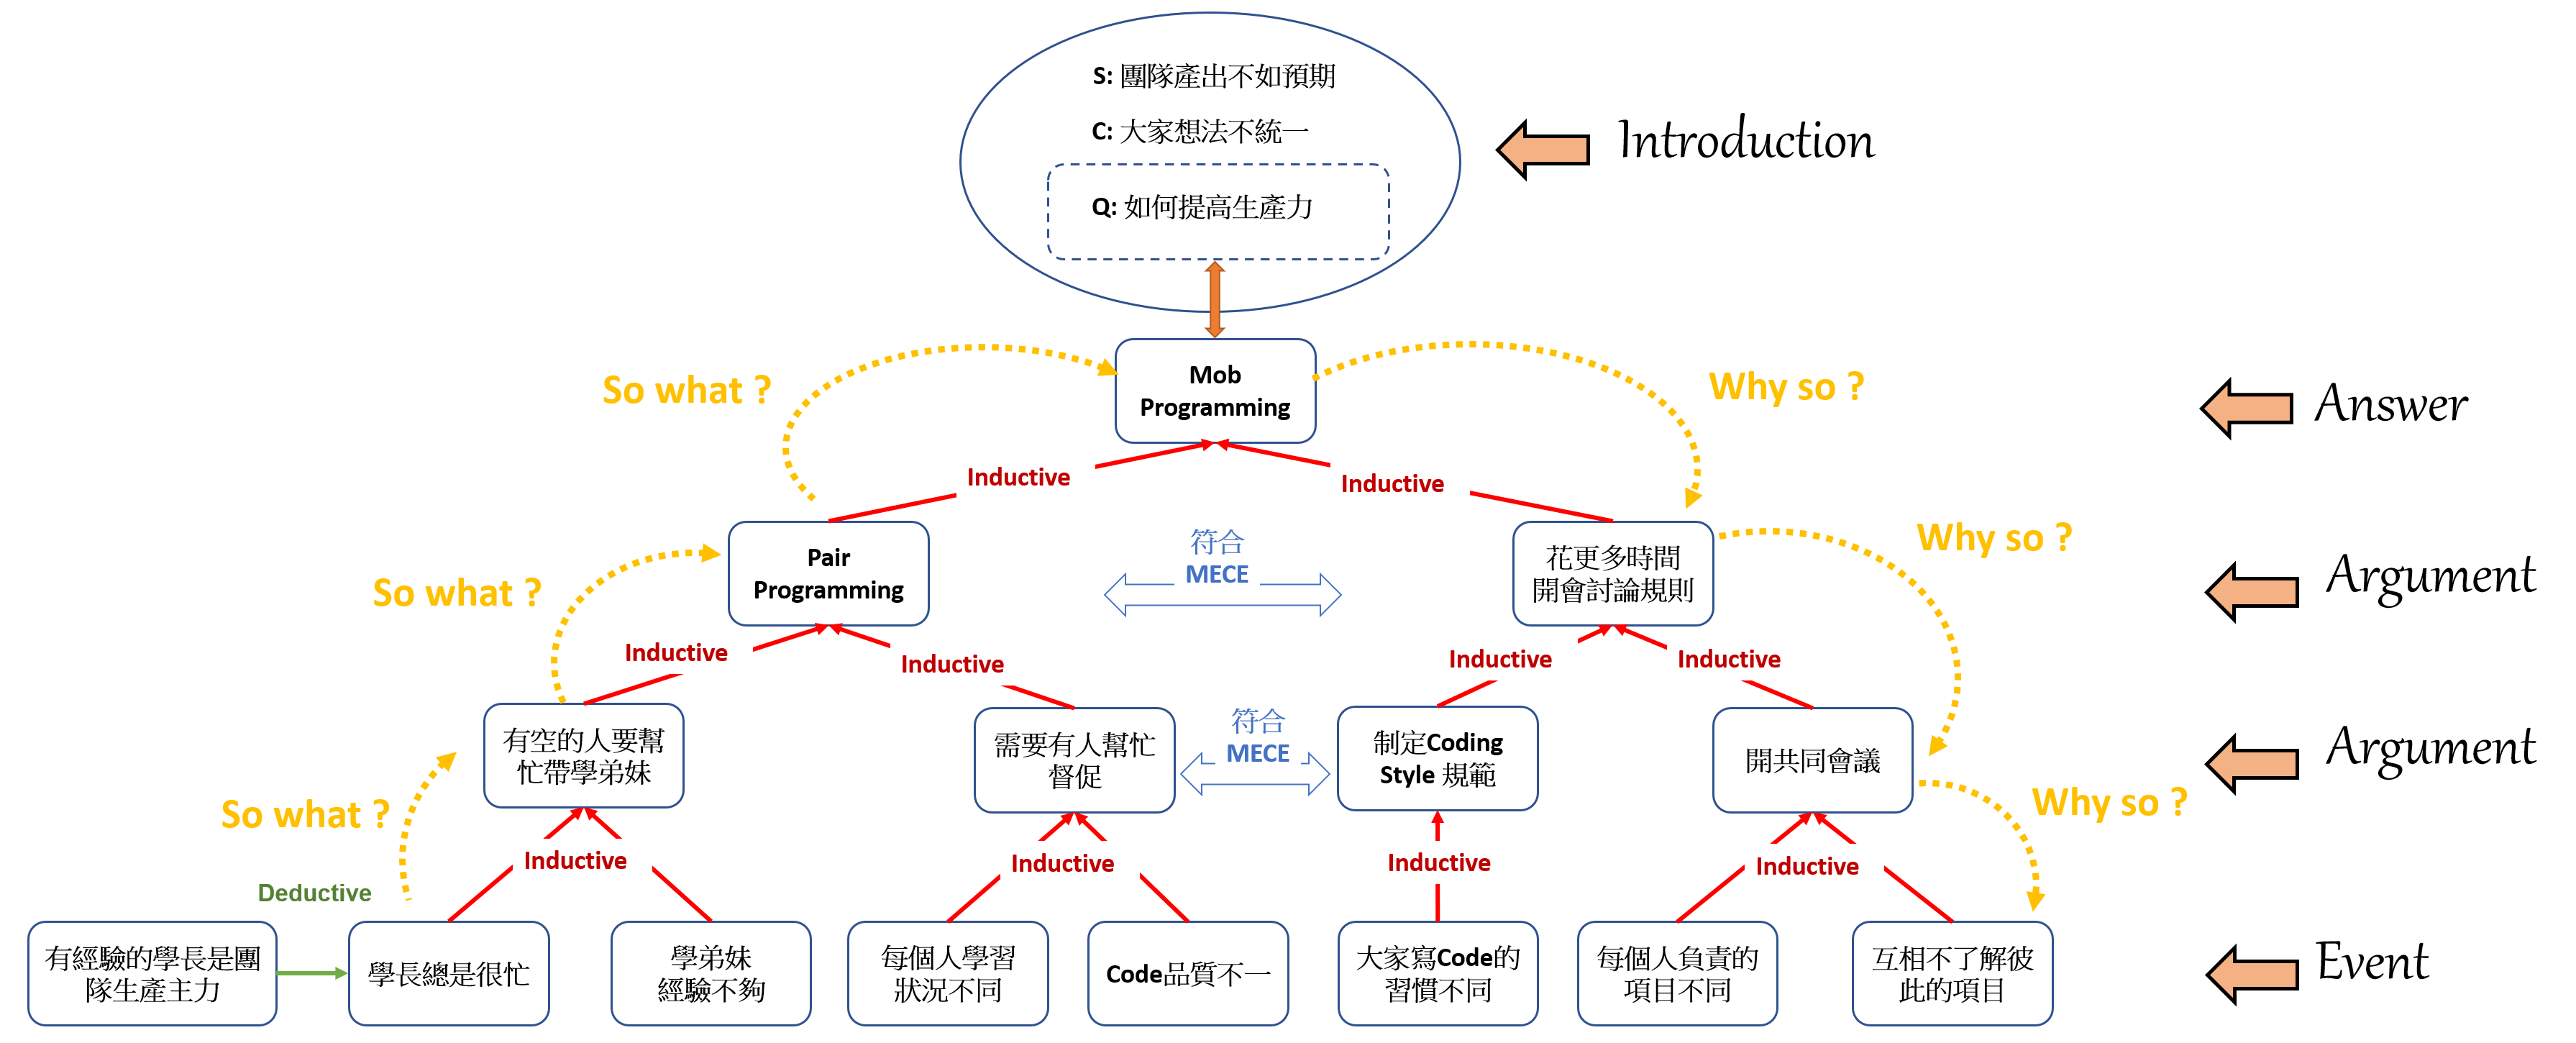 S: 團隊產出不如預期
C: 大家想法不統一
Q: 如何提高生產力
Introduction
Mob
Programming
So what ?
Why so ?
Answer
Inductive
Inductive
Pair
Programming
符合
MECE
花更多時間
開會討論規則
So what ?
Why so ?
Argument
Inductive
Inductive
Inductive
Inductive
有空的人要幫
忙帶學弟妹
需要有人幫忙
督促
符合
MECE
制定Coding
Style 規範
開共同會議
Argument
So what ?
Why so ?
Deductive
Inductive
Inductive
Inductive
Inductive
有經驗的學長是團
隊生產主力
學長總是很忙
學弟妹
經驗不夠
每個人學習
狀況不同
Code品質不一
大家寫Code的
習慣不同
每個人負責的
項目不同
互相不了解彼
此的項目
Event